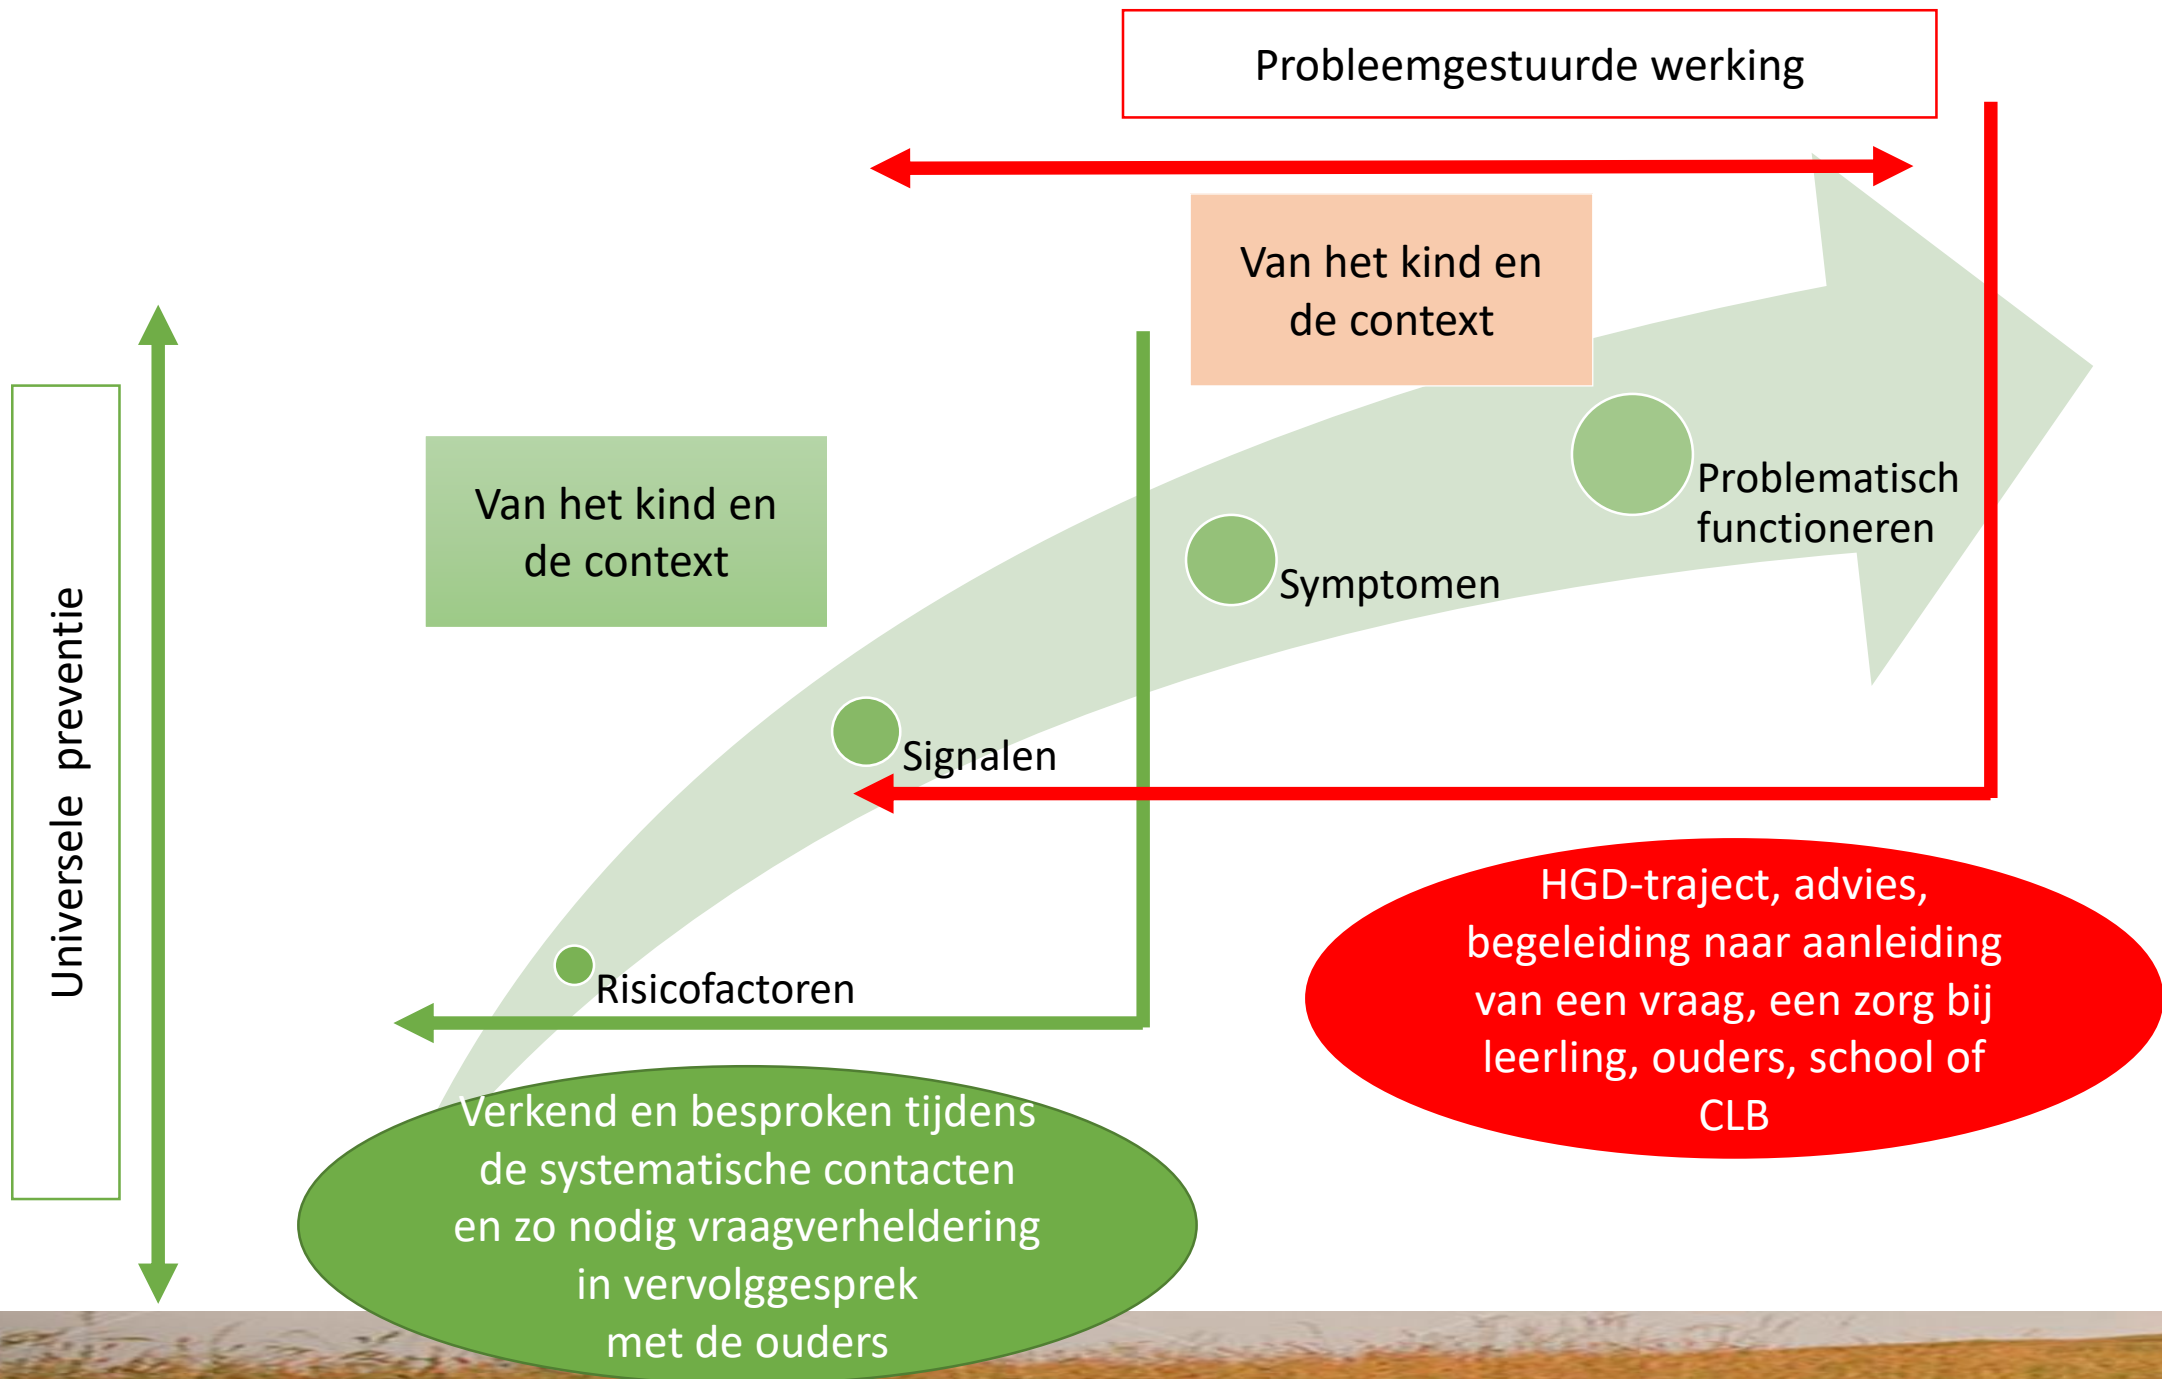 Probleemgestuurde werking
Van het kind en
de context
Van het kind en
de context
Universele preventie
Problematisch
functioneren
Symptomen
Signalen
Risicofactoren
HGD-traject, advies,
begeleiding naar aanleiding
van een vraag, een zorg bij
leerling, ouders, school of
CLB
Verkend en besproken tijdens
de systematische contacten
en zo nodig vraagverheldering
in vervolggesprek
met de ouders